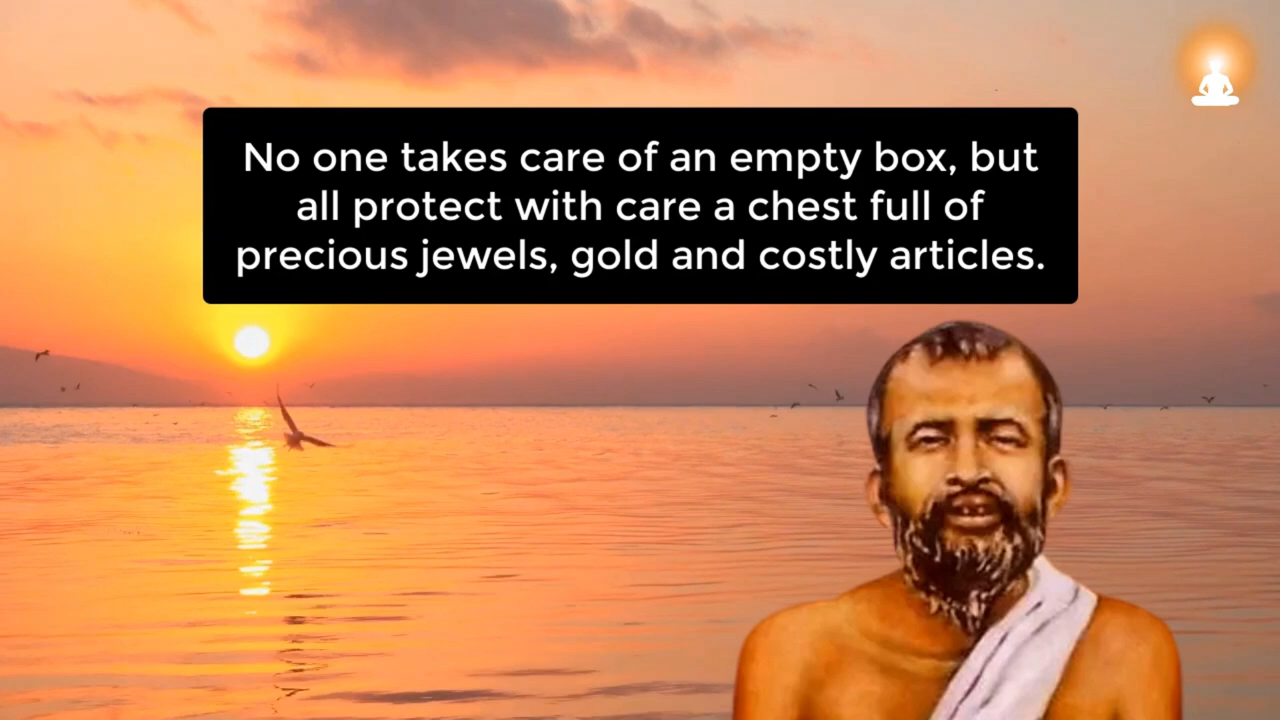 No one takes care of an empty box, but
all protect with care a chest full of
precious jewels, gold and costly articles.